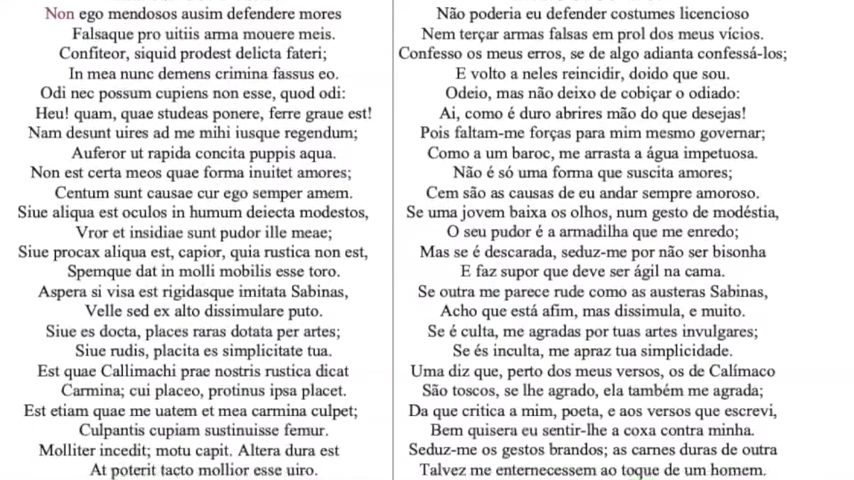 Non ego mendosos ausim defendere mores
Falsaque pro uitiis arma mouere meis.
Confiteor, siquid prodest delicta fateri;
In mea nunc demens crimina fassus eo.
Odi nec possum cupiens non esse, quod odi:
Heu! quam, quae studeas ponere, ferre graue est!
Nam desunt uires ad me mihi iusque regendum;
Auferor ut rapida concita puppis aqua.
Non est certa meos quae forma inuitet amores;
Centum sunt causae cur ego semper amem.
Siue aliqua est oculos in humum deiecta modestos,
Vror et insidiae sunt pudor ille meae;
Siue procax aliqua est, capior, quia rustica non est,
Spemque dat in molli mobilis esse toro.
Aspera si visa est rigidasque imitata Sabinas,
Velle sed ex alto dissimulare puto.
Siue es docta, places raras dotata per artes;
Siue rudis, placita es simplicitate tua.
Est quae Callimachi prae nostris rustica dicat
Carmina; cui placeo, protinus ipsa placet.
Est etiam quae me uatem et mea carmina culpet;
Culpantis cupiam sustinuisse femur.
Molliter incedit; motu capit. Altera dura est
At poterit tacto mollior esse uiro.
Não poderia eu defender costumes licencioso
Nem terçar armas falsas em prol dos meus vícios.
Confesso os meus erros, se de algo adianta confessá-los;
E volto a neles reincidir, doido que sou.
Odeio, mas não deixo de cobiçar o odiado:
Ai, como é duro abrires mão do que desejas!
Pois faltam-me forças para mim mesmo governar;
Como a um baroc, me arrasta a água impetuosa.
Não é só uma forma que suscita amores;
Cem são as causas de eu andar sempre amoroso.
Se uma jovem baixa os olhos, num gesto de modéstia,
O seu pudor é a armadilha que me enredo;
Mas se é descarada, seduz-me por não ser bisonha
E faz supor que deve ser ágil na cama.
Se outra me parece rude como as austeras Sabinas,
Acho que está afim, mas dissimula, e muito.
Se é culta, me agradas por tuas artes invulgares;
Se és inculta, me apraz tua simplicidade.
Uma diz que, perto dos meus versos, os de Calímaco
São toscos, se lhe agrado, ela também me agrada;
Da que critica a mim, poeta, e aos versos que escrevi,
Bem quisera eu sentir-lhe a coxa contra minha.
Seduz-me os gestos brandos; as carnes duras de outra
Talvez me enternecessem ao toque de um homem.